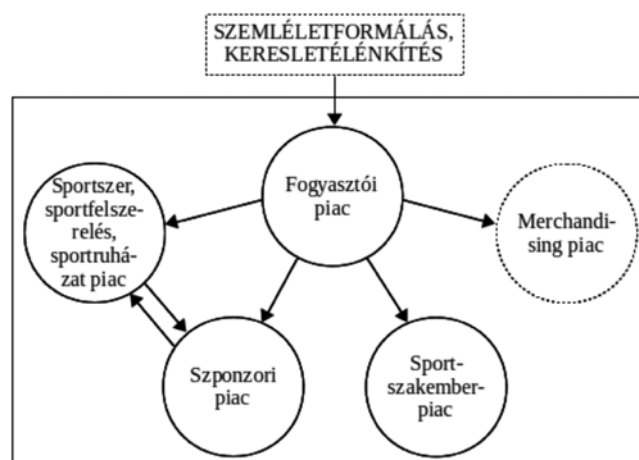 SZEMLÉLETFORMÁLÁS,
KERESLETÉLÉNKÍTÉS
Fogyasztói
piac
Sportszer,
sportfelsze-
relés,
sportruhá-
zat piac
Merchandi-
sing piac
Szponzori
piac
Sport-
szakember-
piac